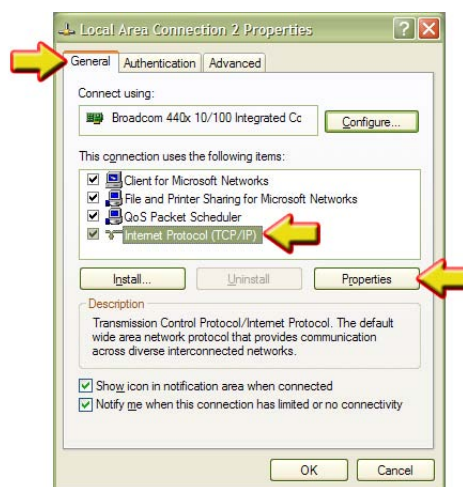 Local Area Connection 2 Properties
General Authentication Advanced
Connect using:
Broadcom 440x 10/100 Integrated Cc
Configure...
This connection uses the following items:
Client for Microsoft Networks
File and Printer Sharing for Microsoft Networks
QoS Packet Scheduler
Internet Protocol (TCP/IP)
Install... Uninstall Properties
Description
Transmission Control Protocol/Internet Protocol. The default
wide area network protocol that provides communication
across diverse interconnected networks.
Show icon in notification area when connected
Notify me when this connection has limited or no connectivity
OK Cancel